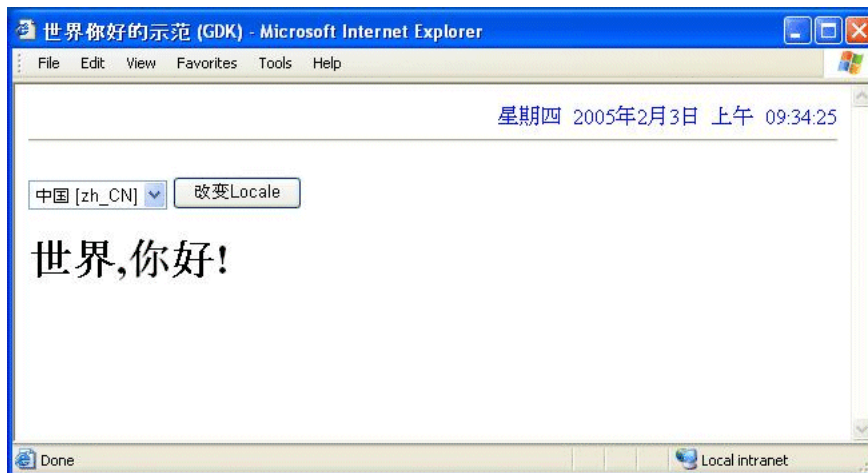 世界你好的示范 (GDK) - Microsoft Internet Explorer
File Edit View Favorites Tools Help
星期四 2005年2月3日 上午 09:34:25
中国 [zh_CN] 改变Locale
世界,你好!
Done Local intranet